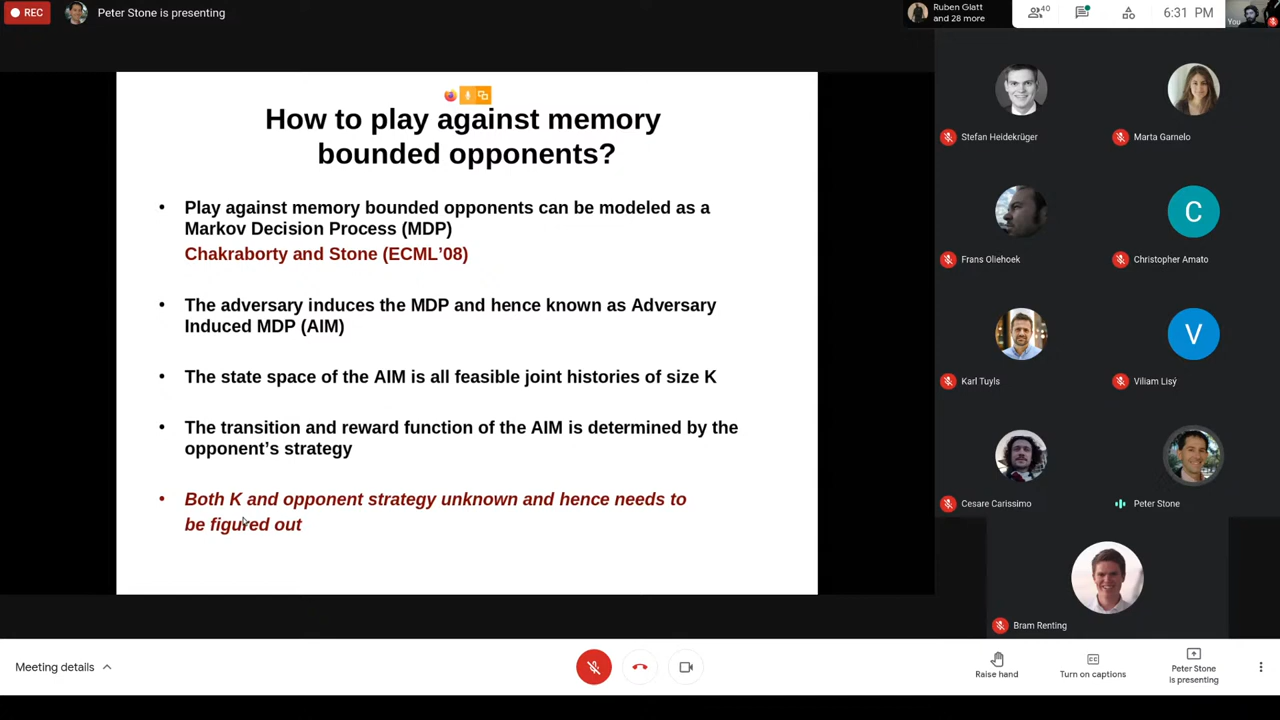 REC
Peter Stone is presenting
Ruben Glatt
and 28 more
40
6:31 PM
You
How to play against memory
bounded opponents?
• Play against memory bounded opponents can be modeled as a
Markov Decision Process (MDP)
Chakraborty and Stone (ECML’08)
• The adversary induces the MDP and hence known as Adversary
Induced MDP (AIM)
• The state space of the AIM is all feasible joint histories of size K
• The transition and reward function of the AIM is determined by the
opponent’s strategy
• Both K and opponent strategy unknown and hence needs to
be figured out
Stefan Heidekrüger
Marta Garnelo
Frans Oliehoek
C
Christopher Amato
Karl Tuyls
V
Viliam Lisý
Cesare Carissimo
Peter Stone
Bram Renting
Meeting details
Raise hand
CC
Turn on captions
Peter Stone
is presenting